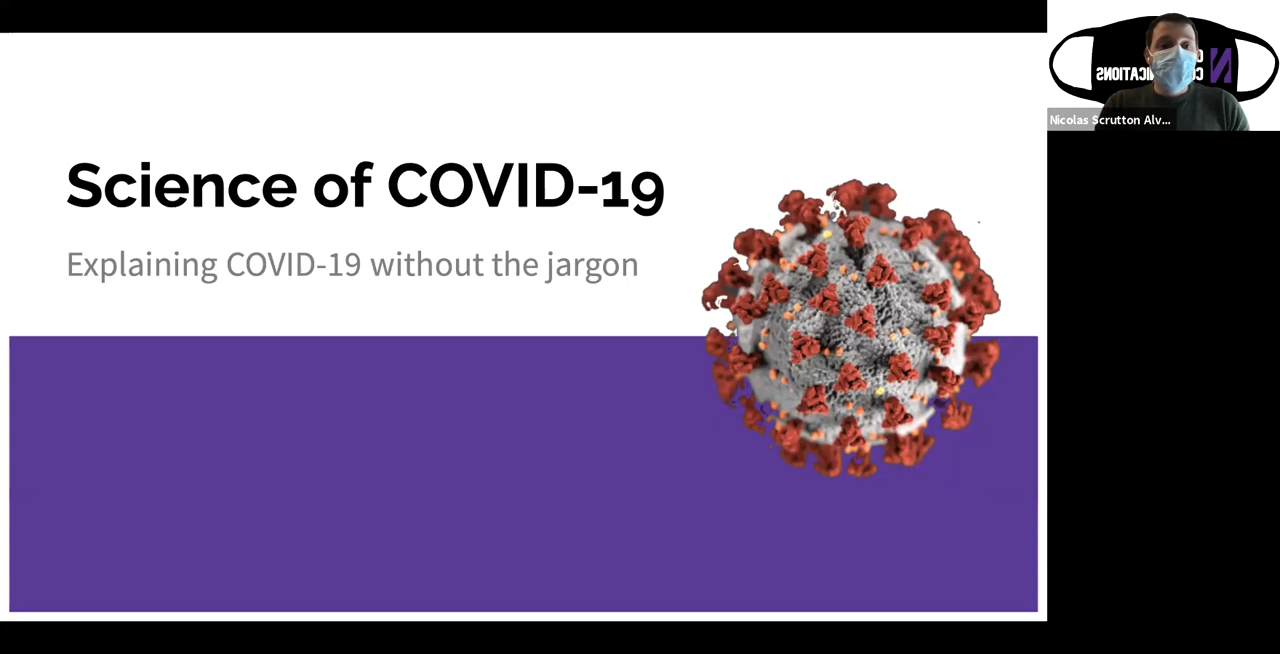 Science of COVID-19
Explaining COVID-19 without the jargon
Nicolas Scrutton Alv...